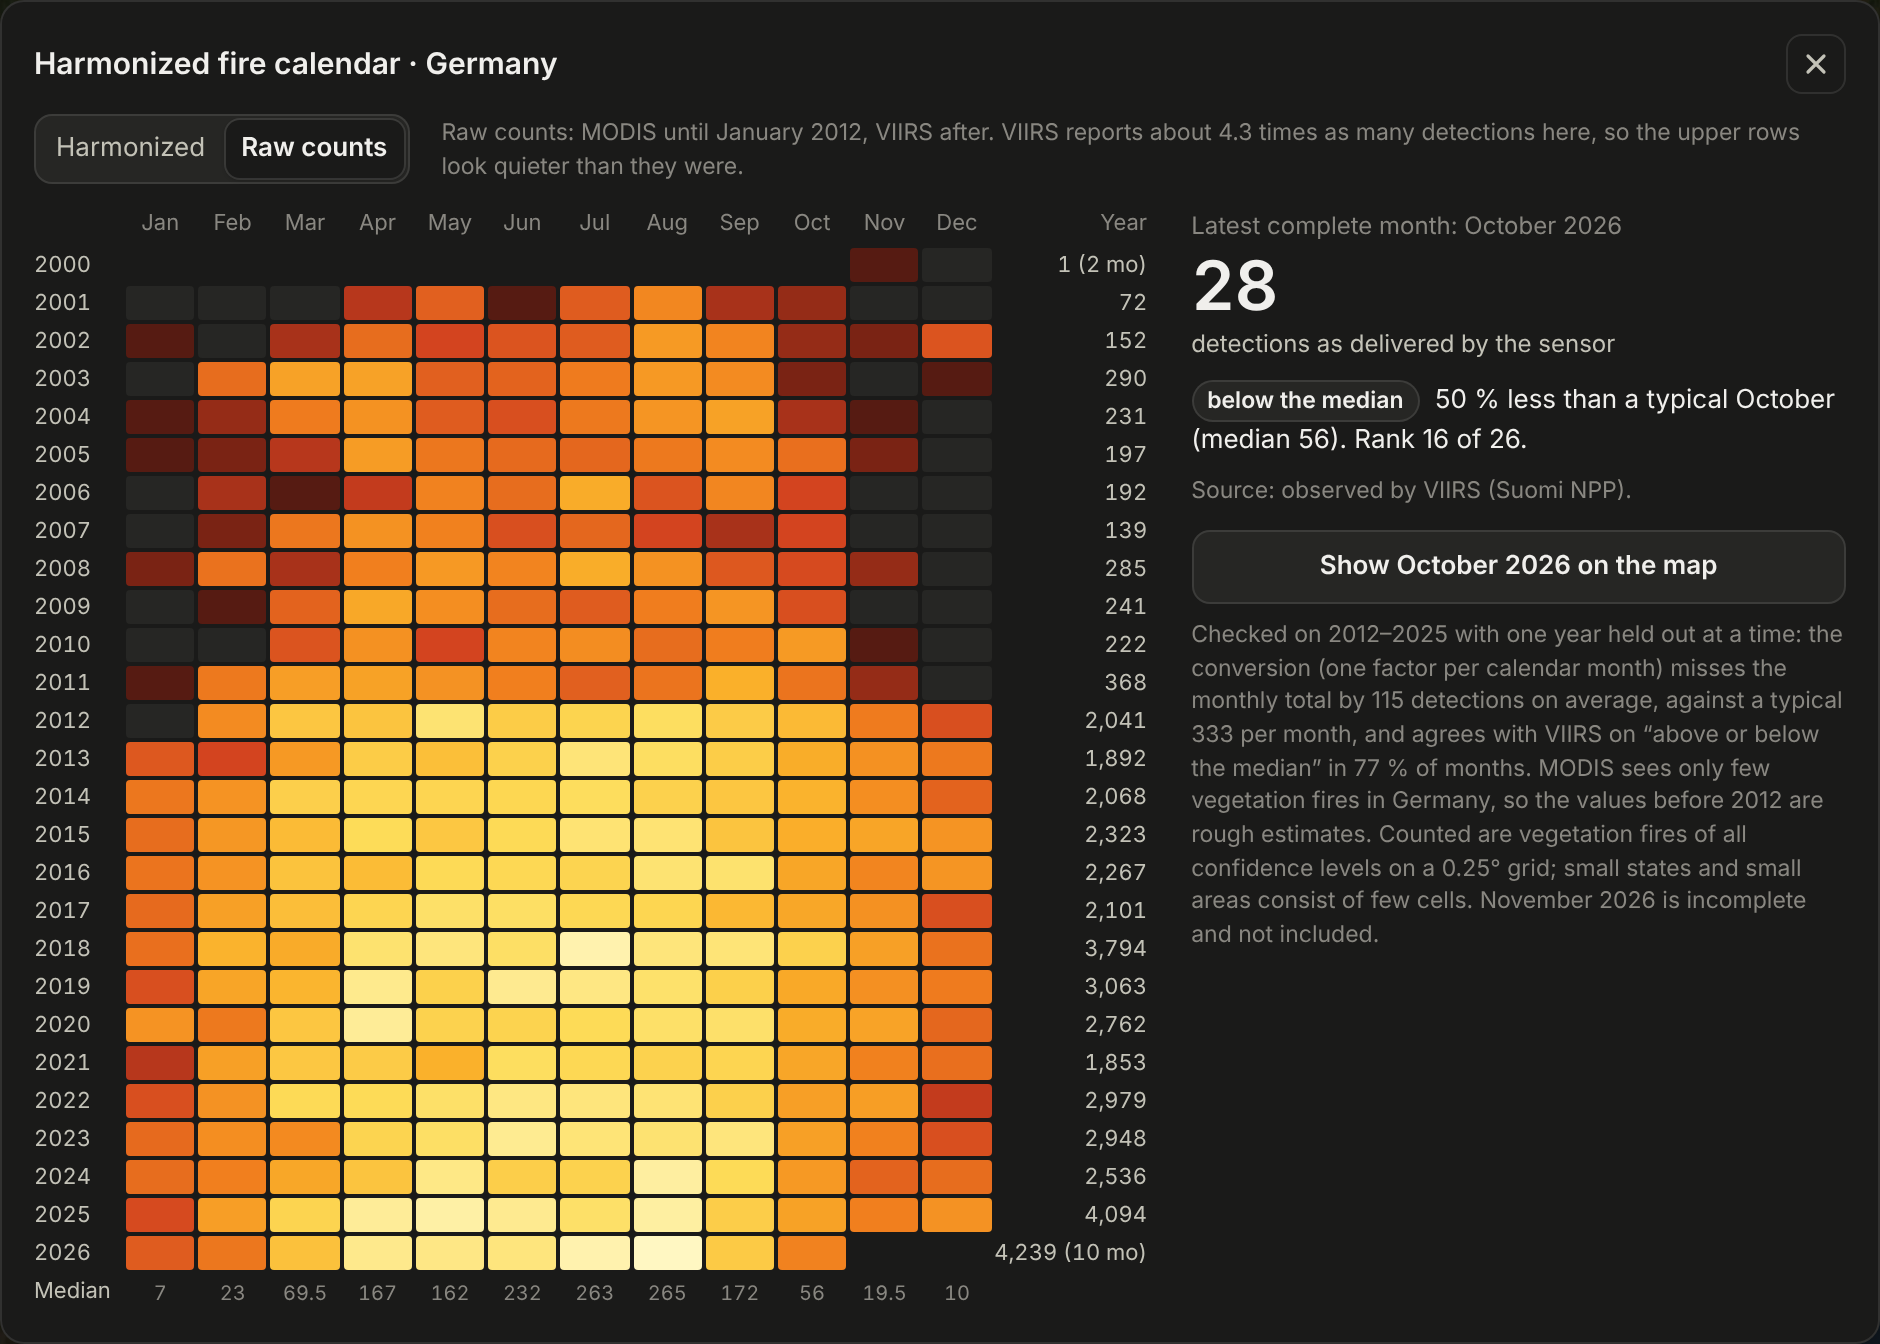 Harmonized fire calendar · Germany
Harmonized
Raw counts
Raw counts: MODIS until January 2012, VIIRS after. VIIRS reports about 4.3 times as many detections here, so the upper rows
look quieter than they were.
Jan Feb Mar Apr May Jun Jul Aug Sep Oct Nov Dec Year
2000 1 (2 mo)
2001 72
2002 152
2003 290
2004 231
2005 197
2006 192
2007 139
2008 285
2009 241
2010 222
2011 368
2012 2,041
2013 1,892
2014 2,068
2015 2,323
2016 2,267
2017 2,101
2018 3,794
2019 3,063
2020 2,762
2021 1,853
2022 2,979
2023 2,948
2024 2,536
2025 4,094
2026 4,239 (10 mo)
Median 7 23 69.5 167 162 232 263 265 172 56 19.5 10
Latest complete month: October 2026
28
detections as delivered by the sensor
below the median 50 % less than a typical October
(median 56). Rank 16 of 26.
Source: observed by VIIRS (Suomi NPP).
Show October 2026 on the map
Checked on 2012–2025 with one year held out at a time: the
conversion (one factor per calendar month) misses the
monthly total by 115 detections on average, against a typical
333 per month, and agrees with VIIRS on “above or below
the median” in 77 % of months. MODIS sees only few
vegetation fires in Germany, so the values before 2012 are
rough estimates. Counted are vegetation fires of all
confidence levels on a 0.25° grid; small states and small
areas consist of few cells. November 2026 is incomplete
and not included.